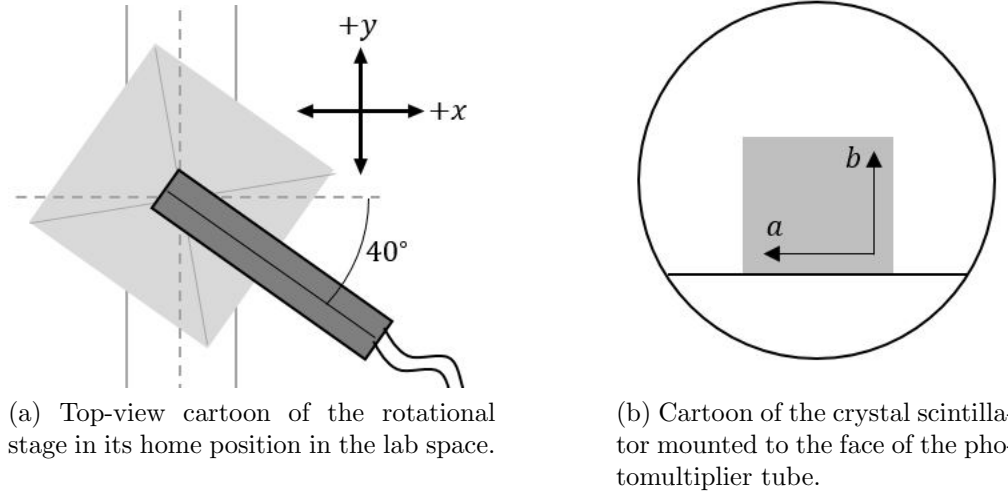 +y
+x
40°
b
a
(a) Top-view cartoon of the rotational
stage in its home position in the lab space.
(b) Cartoon of the crystal scintilla-
tor mounted to the face of the pho-
tomultiplier tube.